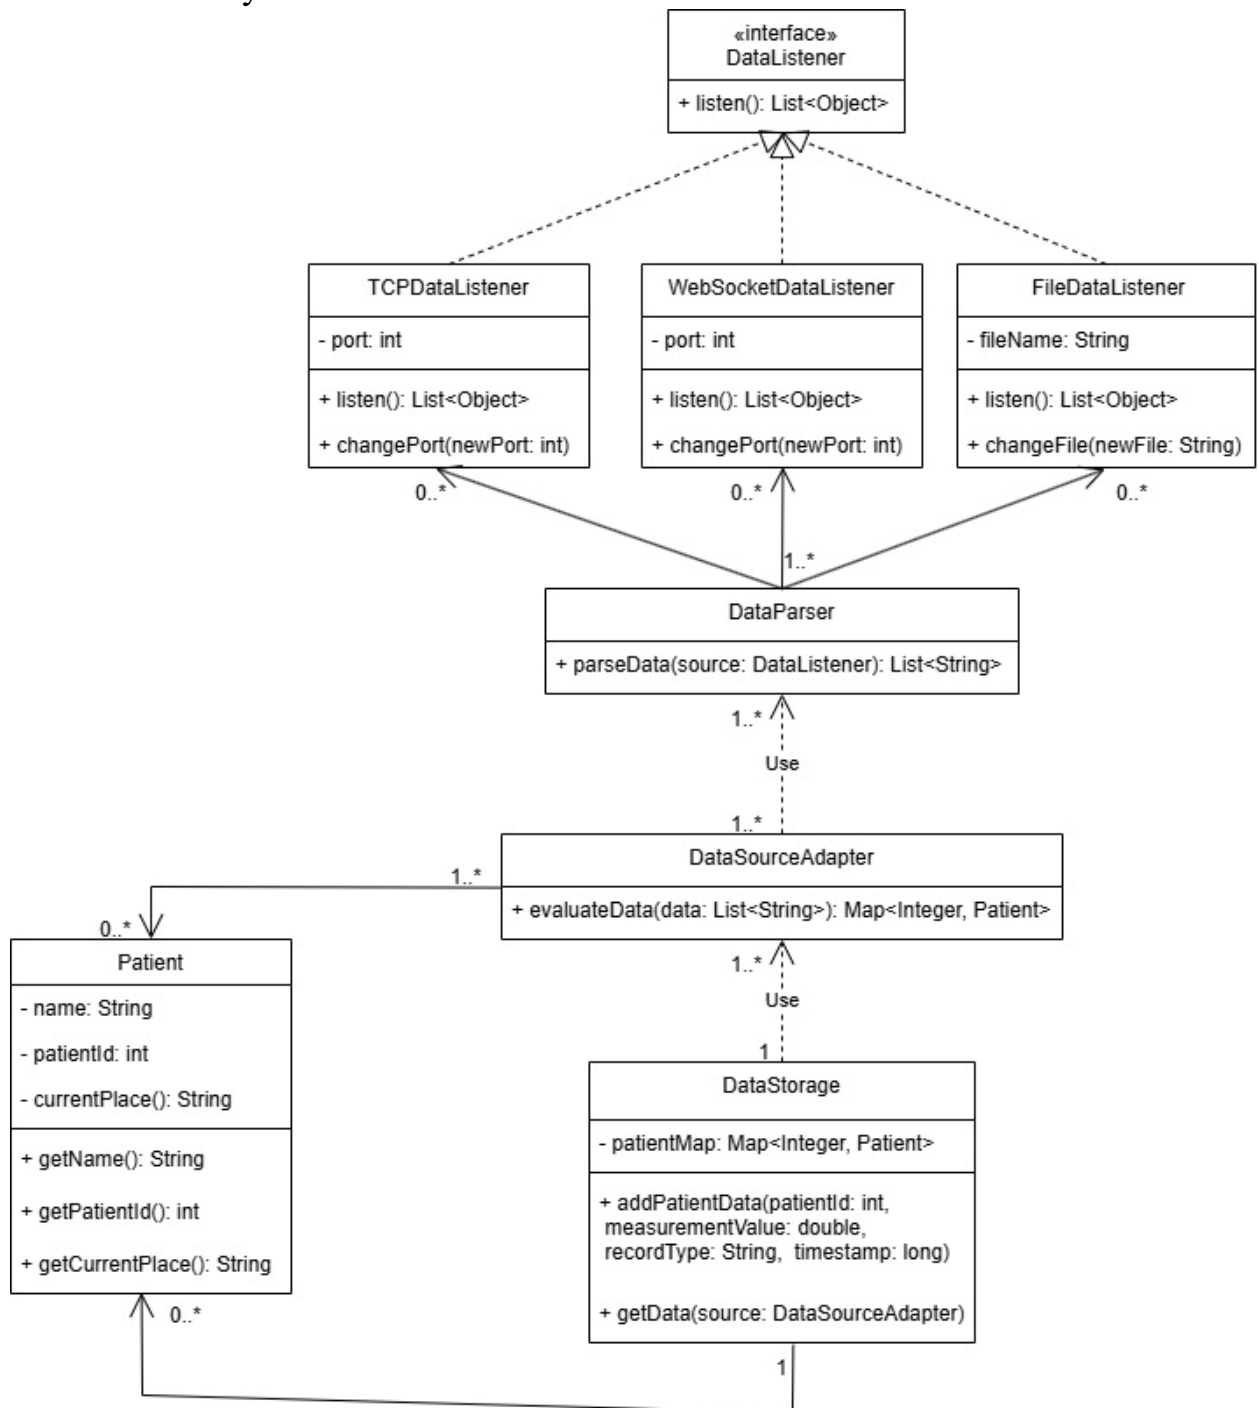 «interface»
DataListener
+ listen(): List<Object>
TCPDataListener
- port: int
+ listen(): List<Object>
+ changePort(newPort: int)
WebSocketDataListener
- port: int
+ listen(): List<Object>
+ changePort(newPort: int)
FileDataListener
- fileName: String
+ listen(): List<Object>
+ changeFile(newFile: String)
0..*
0..*
0..*
1..*
DataParser
+ parseData(source: DataListener): List<String>
1..*
Use
1..*
DataSourceAdapter
+ evaluateData(data: List<String>): Map<Integer, Patient>
1..*
0..*
Patient
- name: String
- patientId: int
- currentPlace(): String
+ getName(): String
+ getPatientId(): int
+ getCurrentPlace(): String
0..*
1..*
Use
1
DataStorage
- patientMap: Map<Integer, Patient>
+ addPatientData(patientId: int,
measurementValue: double,
recordType: String, timestamp: long)
+ getData(source: DataSourceAdapter)
1